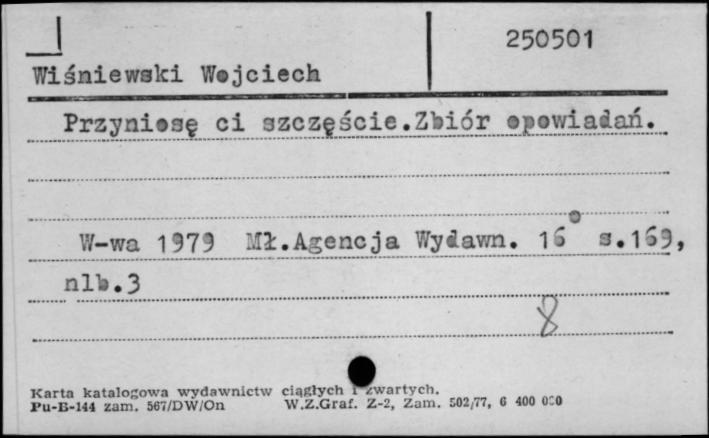 250501
Wiśniewski Wojciech
Przyniosę ci szczęście.Zbiór opowiadań.
W-wa 1979 Mł.Agencja Wydawn. 16° s.169,
nlb.3
8
Karta katalogowa wydawnictw ciągłych i zwartych.
Pu-B-144 zam. 567/DW/On W.Z.Graf. Z-2, Zam. 502/77, 6 400 000